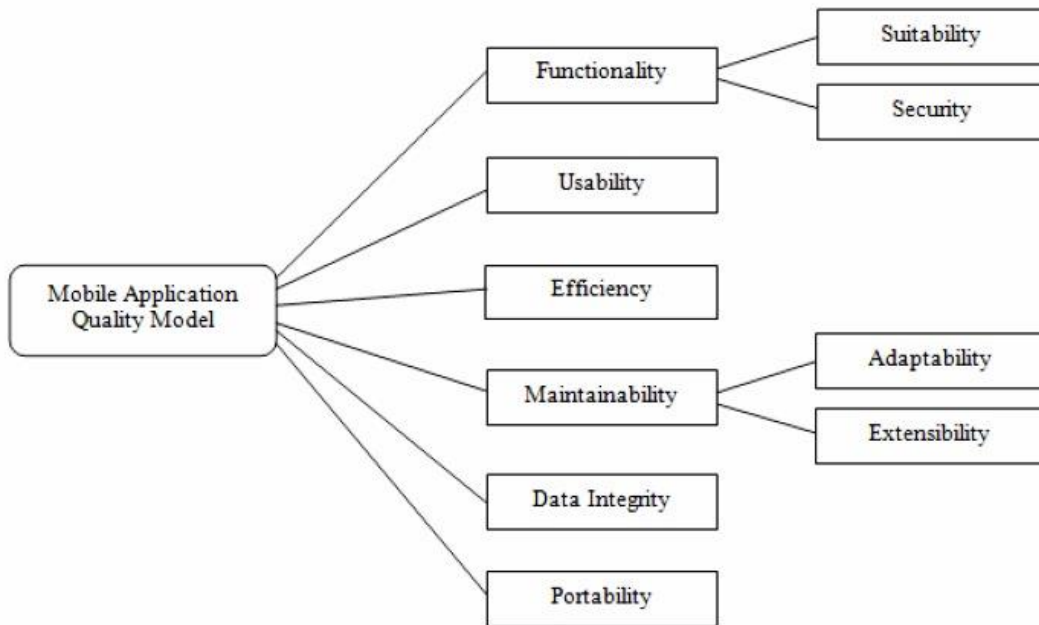 Mobile Application
Quality Model
Functionality
Suitability
Security
Usability
Efficiency
Maintainability
Adaptability
Extensibility
Data Integrity
Portability